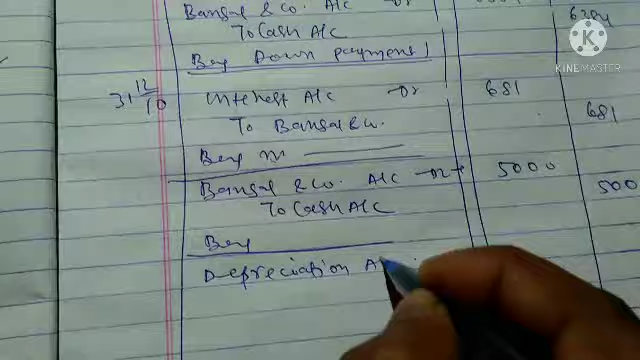 Bansal & Co. A/c Dr
To Cash A/c
Being Down payment)
31 12/10 Interest A/c Dr 681
To Bansal & Co. 681
Being
Bansal & Co. A/c Dr 5000
To Cash A/c 500
Being
Depreciation A
KINEMASTER